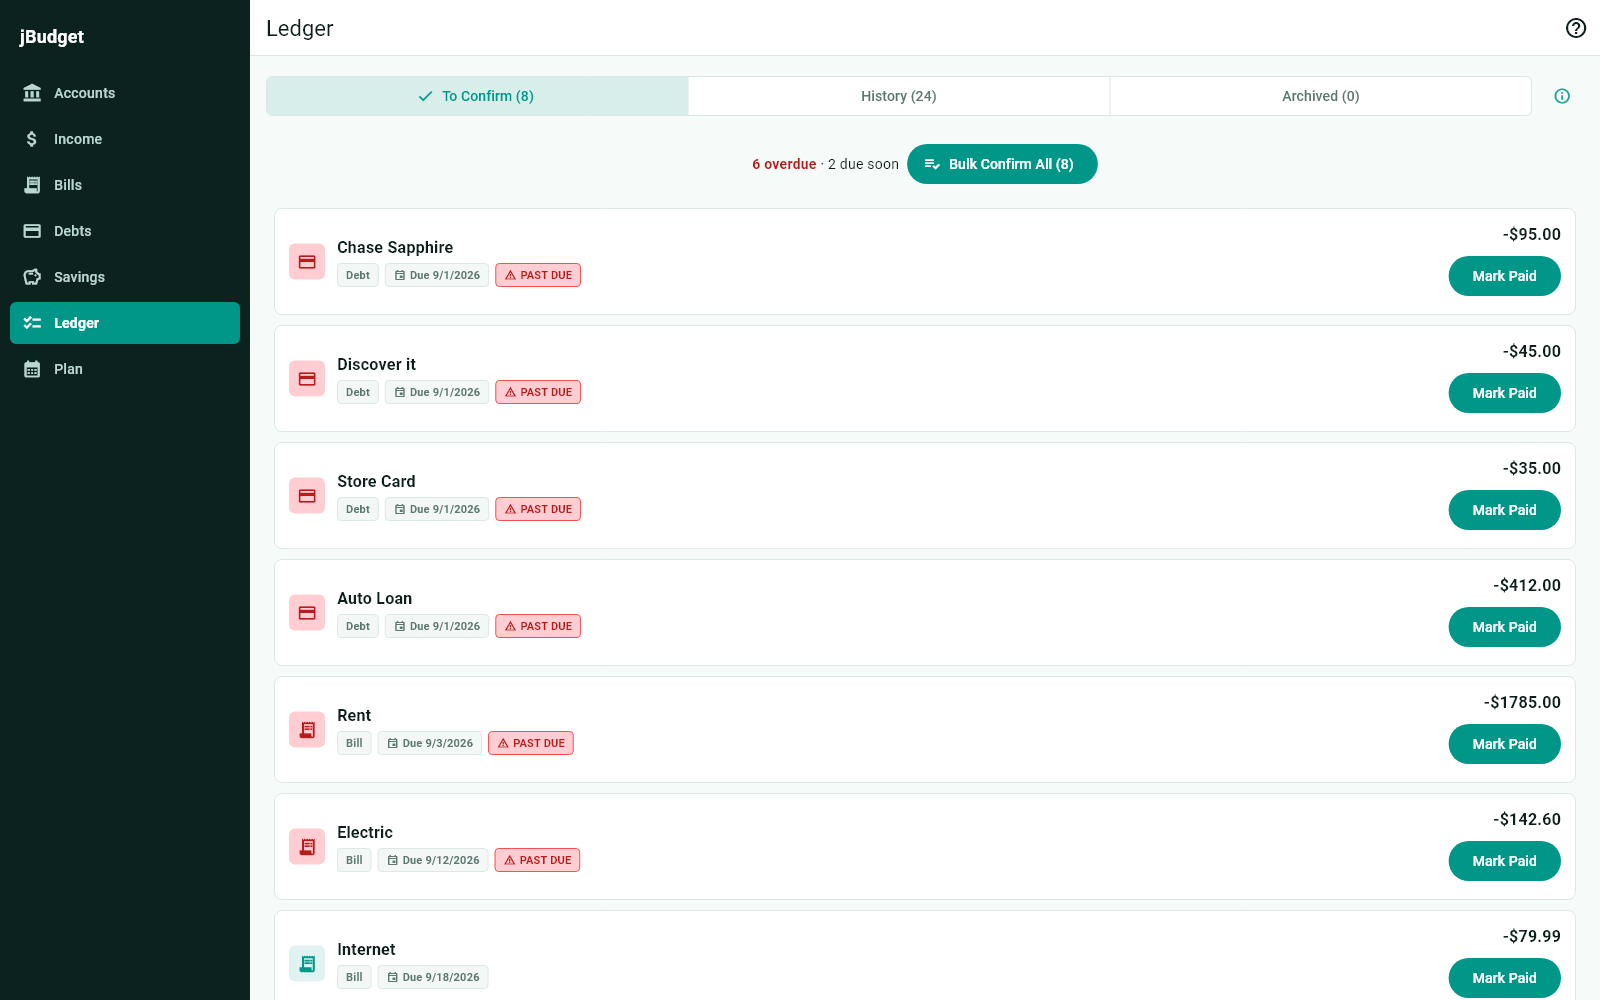 jBudget
Accounts
Income
Bills
Debts
Savings
Ledger
Plan
Ledger
To Confirm (8)
History (24)
Archived (0)
6 overdue · 2 due soon
Bulk Confirm All (8)
Chase Sapphire
-$95.00
Debt
Due 9/1/2026
PAST DUE
Mark Paid
Discover it
-$45.00
Debt
Due 9/1/2026
PAST DUE
Mark Paid
Store Card
-$35.00
Debt
Due 9/1/2026
PAST DUE
Mark Paid
Auto Loan
-$412.00
Debt
Due 9/1/2026
PAST DUE
Mark Paid
Rent
-$1785.00
Bill
Due 9/3/2026
PAST DUE
Mark Paid
Electric
-$142.60
Bill
Due 9/12/2026
PAST DUE
Mark Paid
Internet
-$79.99
Bill
Due 9/18/2026
Mark Paid